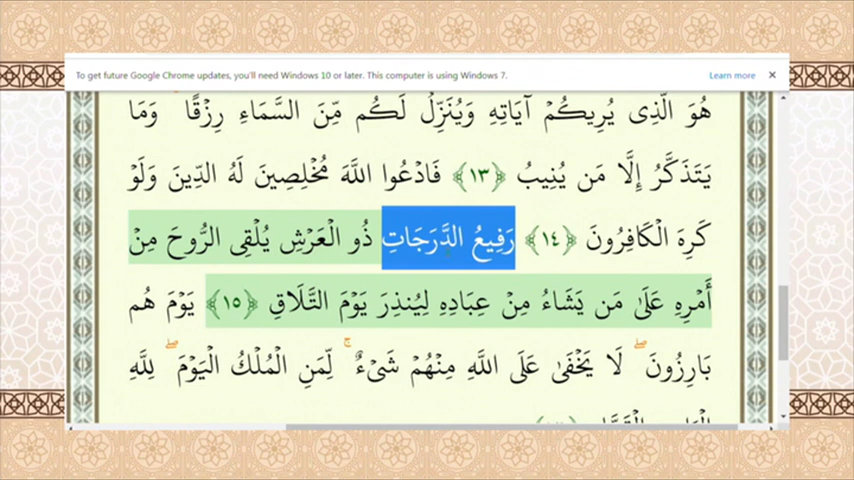 To get future Google Chrome updates, you'll need Windows 10 or later. This computer is using Windows 7. Learn more
هُوَ الَّذِي يُرِيكُمْ آيَاتِهِ وَيُنَزِّلُ لَكُم مِّنَ السَّمَاءِ رِزْقًا وَمَا
يَتَذَكَّرُ إِلَّا مَن يُنِيبُ ﴿١٣﴾ فَادْعُوا اللَّهَ مُخْلِصِينَ لَهُ الدِّينَ وَلَوْ
كَرِهَ الْكَافِرُونَ ﴿١٤﴾ رَفِيعُ الدَّرَجَاتِ ذُو الْعَرْشِ يُلْقِي الرُّوحَ مِنْ
أَمْرِهِ عَلَىٰ مَن يَشَاءُ مِنْ عِبَادِهِ لِيُنذِرَ يَوْمَ التَّلَاقِ ﴿١٥﴾ يَوْمَ هُم
بَارِزُونَ ۖ لَا يَخْفَىٰ عَلَى اللَّهِ مِنْهُمْ شَيْءٌ ۚ لِّمَنِ الْمُلْكُ الْيَوْمَ ۖ لِلَّهِ